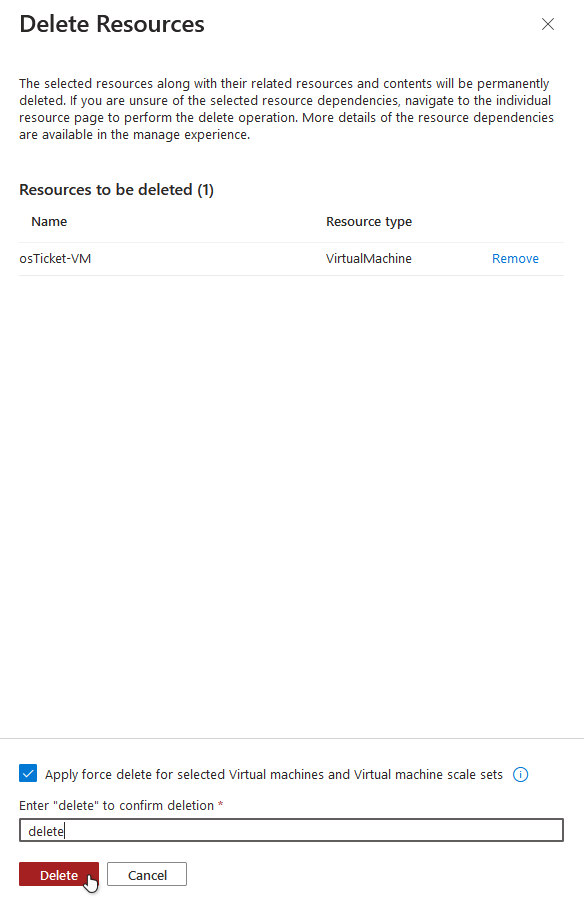 Delete Resources
The selected resources along with their related resources and contents will be permanently
deleted. If you are unsure of the selected resource dependencies, navigate to the individual
resource page to perform the delete operation. More details of the resource dependencies
are available in the manage experience.
Resources to be deleted (1)
Name Resource type
osTicket-VM VirtualMachine Remove
Apply force delete for selected Virtual machines and Virtual machine scale sets
Enter "delete" to confirm deletion *
delete
Delete Cancel